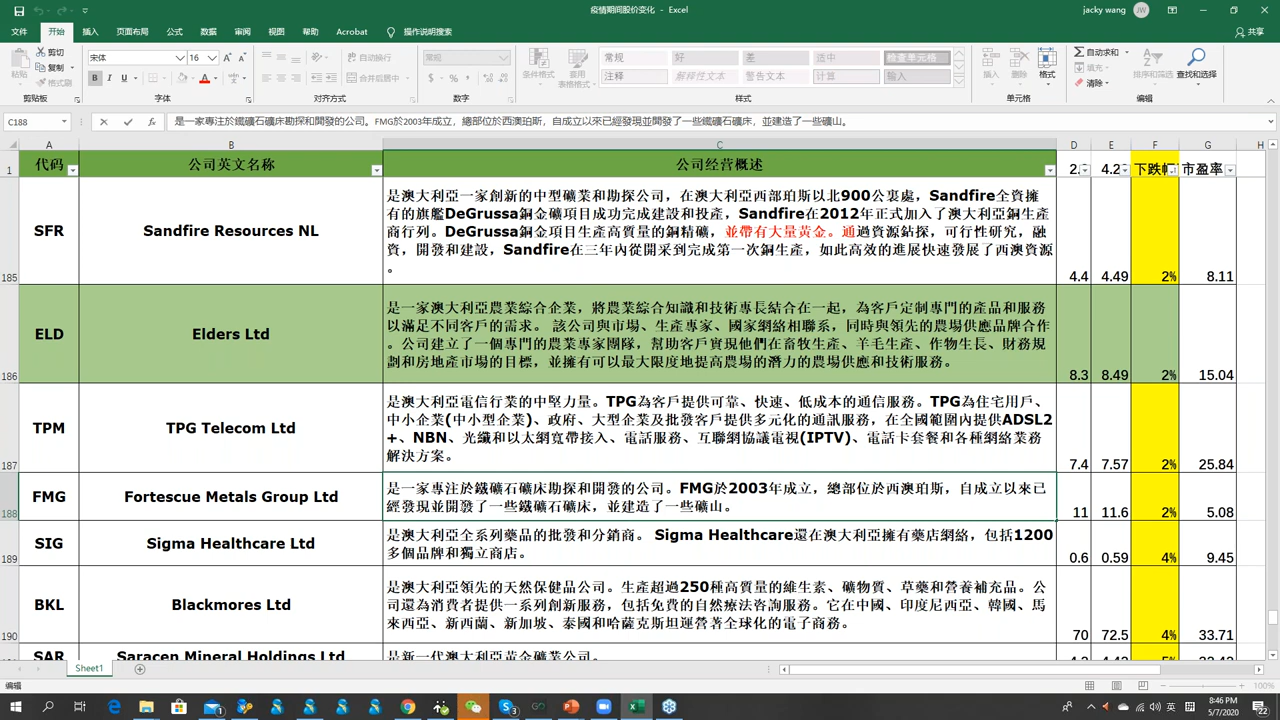 疫情期间股价变化 - Excel
jacky wang JW
文件 开始 插入 页面布局 公式 数据 审阅 视图 帮助 Acrobat 操作说明搜索 共享
剪切
宋体 16
自动换行
常规
常规 好 差 适中 检查单元格
自动求和
粘贴 复制
条件格式 套用
插入 删除 格式
填充
排序和筛选 查找和选择
格式刷
B I U
合并后居中
表格格式
注释 解释性文本 警告文本 计算 输入
清除
剪贴板 字体 对齐方式 数字 样式 单元格 编辑
C188 fx 是一家專注於鐵礦石礦床勘探和開發的公司。FMG於2003年成立，總部位於西澳珀斯，自成立以來已經發現並開發了一些鐵礦石礦床，並建造了一些礦山。
A B C D E F G H
1 代码 公司英文名称 公司经营概述 2. 4.2 下跌幅 市盈率
是澳大利亞一家創新的中型礦業和勘探公司，在澳大利亞西部珀斯以北900公裏處，Sandfire全資擁
有的旗艦DeGrussa銅金礦項目成功完成建設和投產，Sandfire在2012年正式加入了澳大利亞銅生產
SFR Sandfire Resources NL 商行列。DeGrussa銅金項目生產高質量的銅精礦，並帶有大量黃金。通過資源鉆探，可行性研究，融
資，開發和建設，Sandfire在三年內從開采到完成第一次銅生產，如此高效的進展快速發展了西澳資源
。
185 4.4 4.49 2% 8.11
是一家澳大利亞農業綜合企業，將農業綜合知識和技術專長結合在一起，為客戶定制專門的產品和服務
以滿足不同客戶的需求。 該公司與市場、生產專家、國家網絡相聯系，同時與領先的農場供應品牌合作
ELD Elders Ltd
。公司建立了一個專門的農業專家團隊，幫助客戶實現他們在畜牧生產、羊毛生產、作物生長、財務規
劃和房地產市場的目標，並擁有可以最大限度地提高農場的潛力的農場供應和技術服務。
186 8.3 8.49 2% 15.04
是澳大利亞電信行業的中堅力量。TPG為客戶提供可靠、快速、低成本的通信服務。TPG為住宅用戶、
中小企業(中小型企業)、政府、大型企業及批發客戶提供多元化的通訊服務，在全國範圍內提供ADSL2
TPM TPG Telecom Ltd
+、NBN、光纖和以太網寬帶接入、電話服務、互聯網協議電視(IPTV)、電話卡套餐和各種網絡業務
解決方案。
187 7.4 7.57 2% 25.84
是一家專注於鐵礦石礦床勘探和開發的公司。FMG於2003年成立，總部位於西澳珀斯，自成立以來已
FMG Fortescue Metals Group Ltd
經發現並開發了一些鐵礦石礦床，並建造了一些礦山。
188 11 11.6 2% 5.08
是澳大利亞全系列藥品的批發和分銷商。 Sigma Healthcare還在澳大利亞擁有藥店網絡，包括1200
SIG Sigma Healthcare Ltd
多個品牌和獨立商店。
189 0.6 0.59 4% 9.45
是澳大利亞領先的天然保健品公司。生產超過250種高質量的維生素、礦物質、草藥和營養補充品。公
BKL Blackmores Ltd 司還為消費者提供一系列創新服務，包括免費的自然療法咨詢服務。它在中國、印度尼西亞、韓國、馬
來西亞、新西蘭、新加坡、泰國和哈薩克斯坦運營著全球化的電子商務。
190 70 72.5 4% 33.71
SAR Saracen Mineral Holdings Ltd 是新一代澳大利亞黃金礦業公司。
Sheet1
编辑 100%
英 8:46 PM
5/7/2020 22